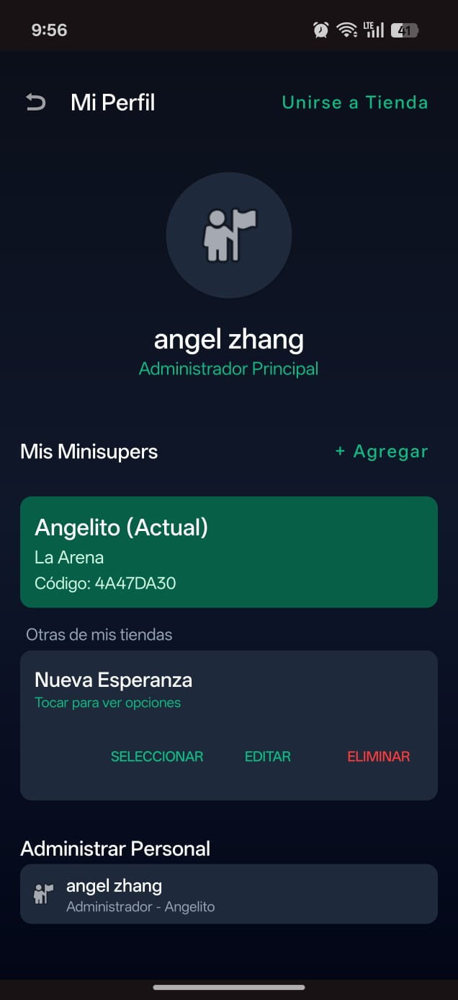 9:56
LTE
41
Mi Perfil
Unirse a Tienda
angel zhang
Administrador Principal
Mis Minisupers
+ Agregar
Angelito (Actual)
La Arena
Código: 4A47DA30
Otras de mis tiendas
Nueva Esperanza
Tocar para ver opciones
SELECCIONAR
EDITAR
ELIMINAR
Administrar Personal
angel zhang
Administrador - Angelito